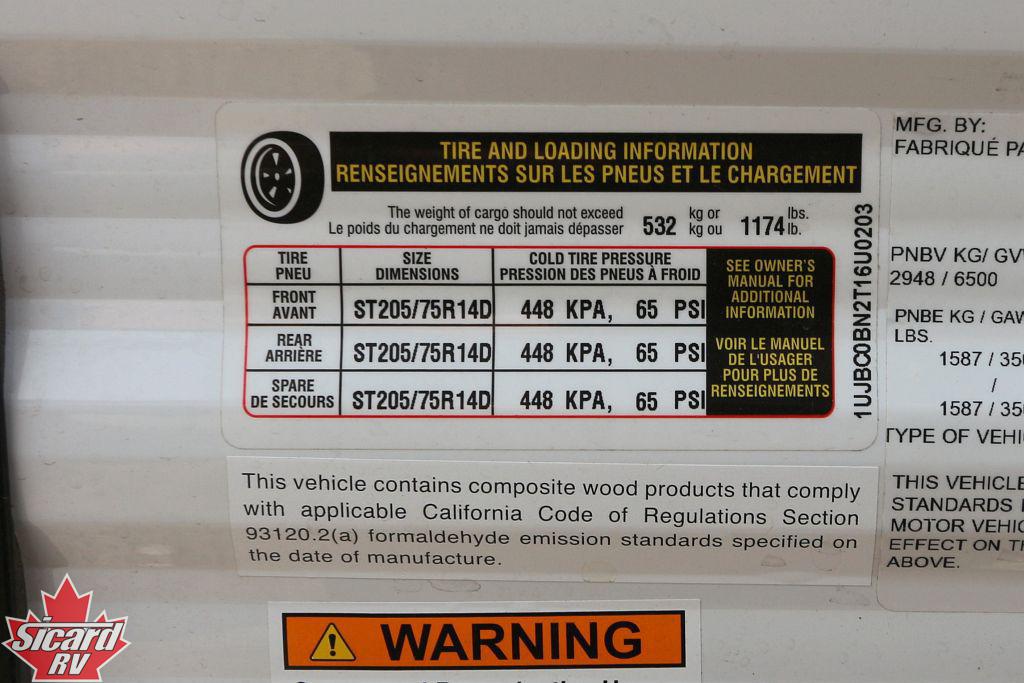 TIRE AND LOADING INFORMATION
RENSEIGNEMENTS SUR LES PNEUS ET LE CHARGEMENT
The weight of cargo should not exceed 532 kg or 1174 lbs.
Le poids du chargement ne doit jamais dépasser kg ou lb.
TIRE SIZE COLD TIRE PRESSURE
PNEU DIMENSIONS PRESSION DES PNEUS À FROID
FRONT
AVANT
ST205/75R14D 448 KPA, 65 PSI
REAR
ARRIÈRE
ST205/75R14D 448 KPA, 65 PSI
SPARE
DE SECOURS
ST205/75R14D 448 KPA, 65 PSI
SEE OWNER'S
MANUAL FOR
ADDITIONAL
INFORMATION
VOIR LE MANUEL
DE L'USAGER
POUR PLUS DE
RENSEIGNEMENTS
1UJBC0BN2T16U0203
MFG. BY:
FABRIQUÉ
PNBV KG/
2948 / 6500
PNBE KG /
LBS.
1587 /
/
1587 /
TYPE OF
THIS VEHICLE
STANDARDS
MOTOR
EFFECT ON
ABOVE.
This vehicle contains composite wood products that comply
with applicable California Code of Regulations Section
93120.2(a) formaldehyde emission standards specified on
the date of manufacture.
WARNING
Sicard
RV